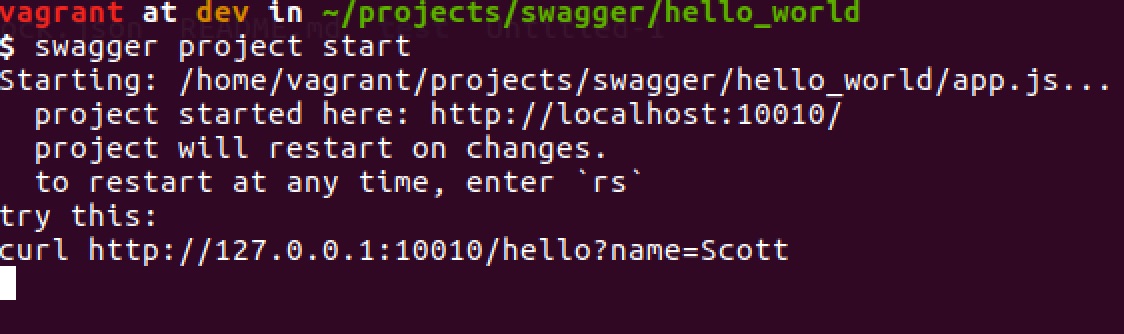 vagrant at dev in ~/projects/swagger/hello_world
$ swagger project start
Starting: /home/vagrant/projects/swagger/hello_world/app.js...
  project started here: http://localhost:10010/
  project will restart on changes.
  to restart at any time, enter `rs`
try this:
curl http://127.0.0.1:10010/hello?name=Scott